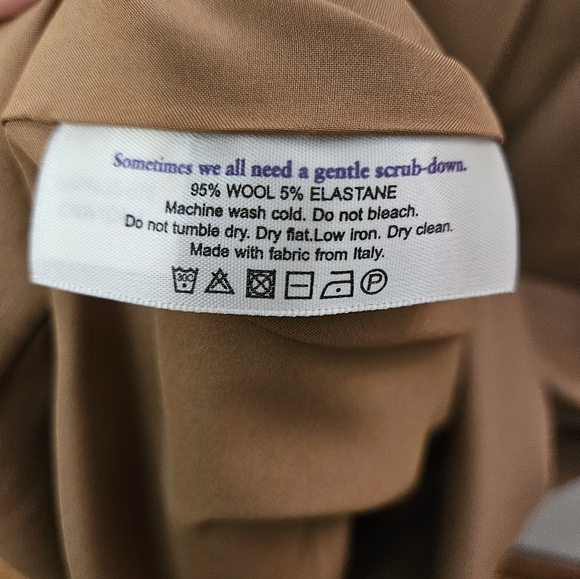 Sometimes we all need a gentle scrub-down.
95% WOOL 5% ELASTANE
Machine wash cold. Do not bleach.
Do not tumble dry. Dry flat.Low iron. Dry clean.
Made with fabric from Italy.
30C P